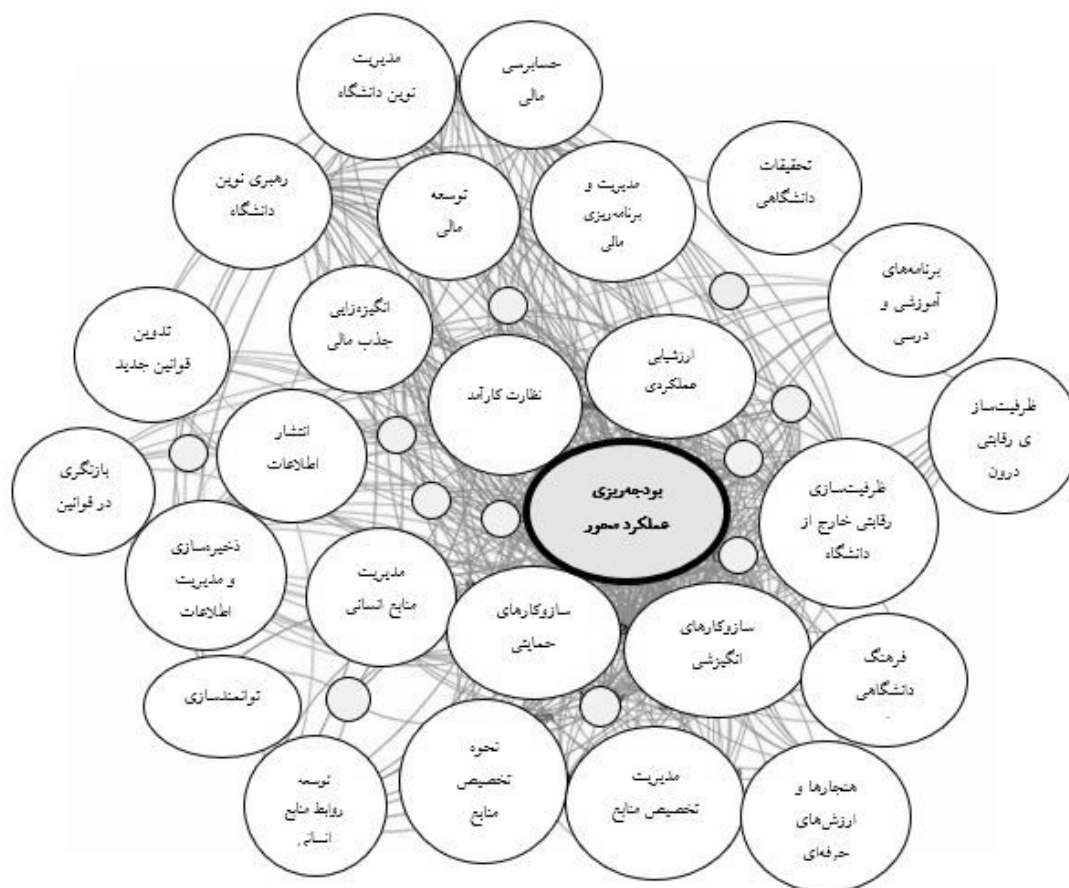 مدیریت
نوین دانشگاه
حسابرسی
مالی
تحقیقات
دانشگاهی
رهبری نوین
دانشگاه
توسعه
مالی
مدیریت و
برنامه‌ریزی
مالی
برنامه‌های
آموزشی و
درسی
تدوین
قوانین جدید
انگیزه‌زایی
جذب مالی
نظارت کارآمد
ارزشیابی
عملکردی
ظرفیت‌ساز
ی رقابتی
درون
بازنگری
در قوانین
انتشار
اطلاعات
بودجه‌ریزی
عملکرد محور
ظرفیت‌سازی
رقابتی خارج از
دانشگاه
ذخیره‌سازی
و مدیریت
اطلاعات
مدیریت
منابع انسانی
سازوکارهای
حمایتی
سازوکارهای
انگیزشی
فرهنگ
دانشگاهی
توانمندسازی
توسعه
روابط منابع
انسانی
نحوه
تخصیص
منابع
مدیریت
تخصیص منابع
هنجارها و
ارزش‌های
حرفه‌ای